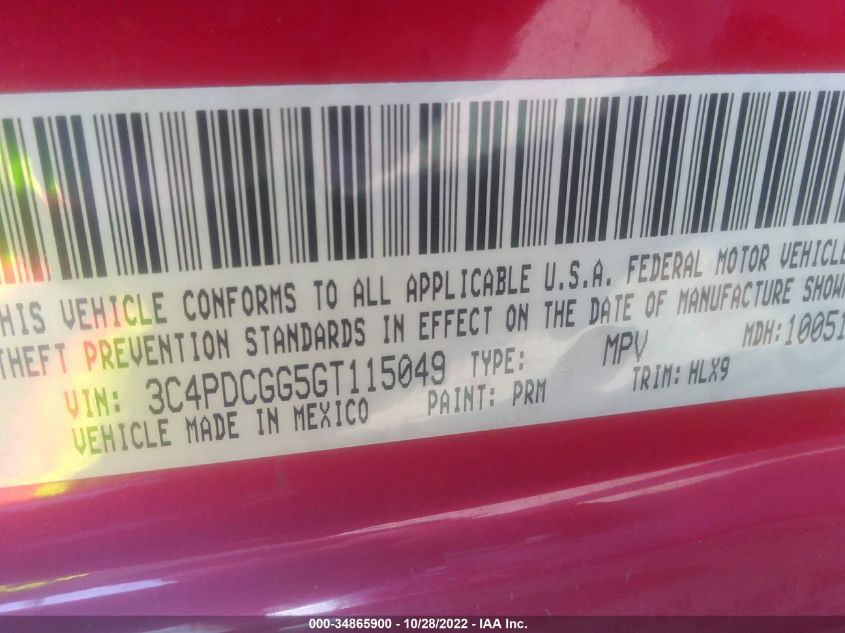 HIS VEHICLE CONFORMS TO ALL APPLICABLE U.S.A. FEDERAL MOTOR VEHICLE
THEFT PREVENTION STANDARDS IN EFFECT ON THE DATE OF MANUFACTURE SHOWN
VIN: 3C4PDCGG5GT115049 TYPE: MPV MDH:10051
VEHICLE MADE IN MEXICO PAINT: PRM TRIM: HLX9
000-34865900 - 10/28/2022 - IAA Inc.